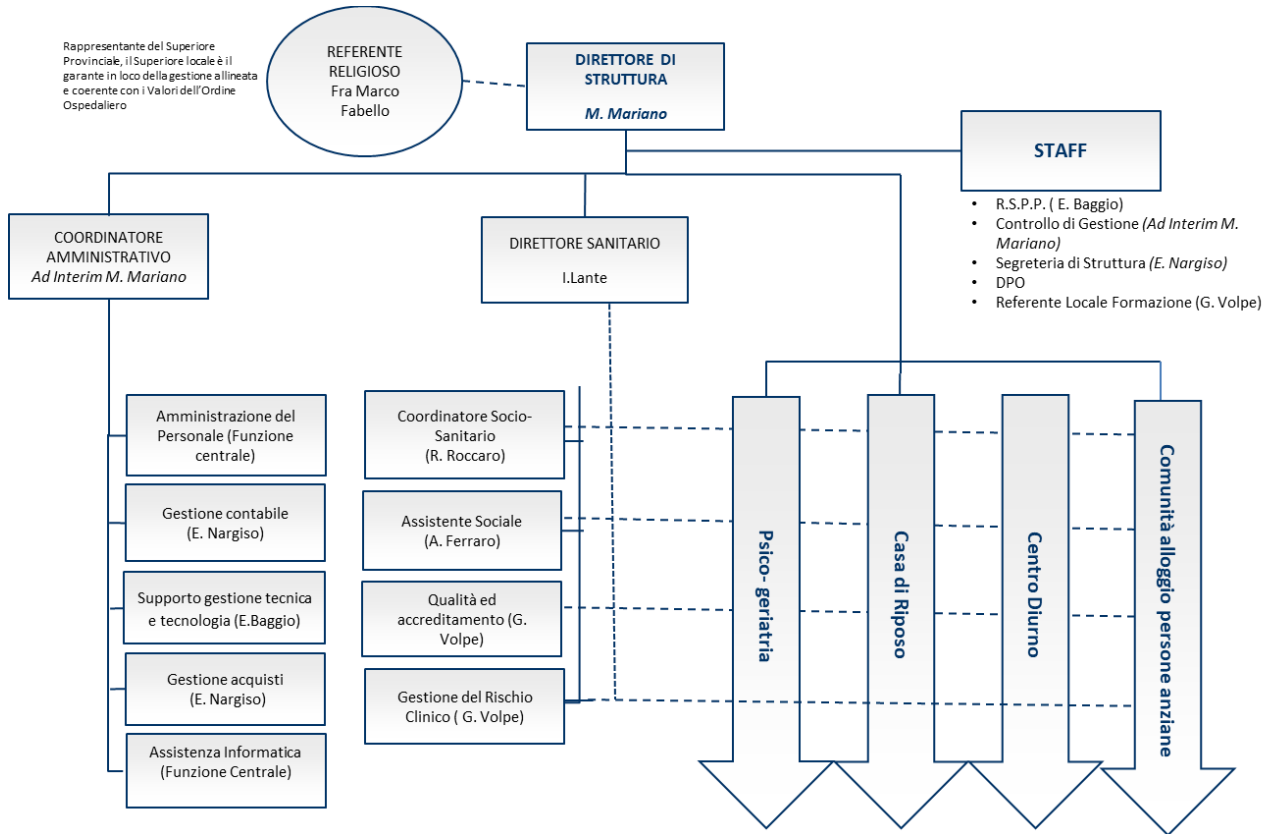 Rappresentante del Superiore
Provinciale, il Superiore locale è il
garante in loco della gestione allineata
e coerente con i Valori dell'Ordine
Ospedaliero
REFERENTE
RELIGIOSO
Fra Marco
Fabello
DIRETTORE DI
STRUTTURA
M. Mariano
STAFF
• R.S.P.P. ( E. Baggio)
• Controllo di Gestione (Ad Interim M.
Mariano)
• Segreteria di Struttura (E. Nargiso)
• DPO
• Referente Locale Formazione (G. Volpe)
COORDINATORE
AMMINISTRATIVO
Ad Interim M. Mariano
DIRETTORE SANITARIO
I.Lante
Amministrazione del
Personale (Funzione
centrale)
Gestione contabile
(E. Nargiso)
Supporto gestione tecnica
e tecnologia (E.Baggio)
Gestione acquisti
(E. Nargiso)
Assistenza Informatica
(Funzione Centrale)
Coordinatore Socio-
Sanitario
(R. Roccaro)
Assistente Sociale
(A. Ferraro)
Qualità ed
accreditamento (G.
Volpe)
Gestione del Rischio
Clinico ( G. Volpe)
Psico- geriatria
Casa di Riposo
Centro Diurno
Comunità alloggio persone anziane